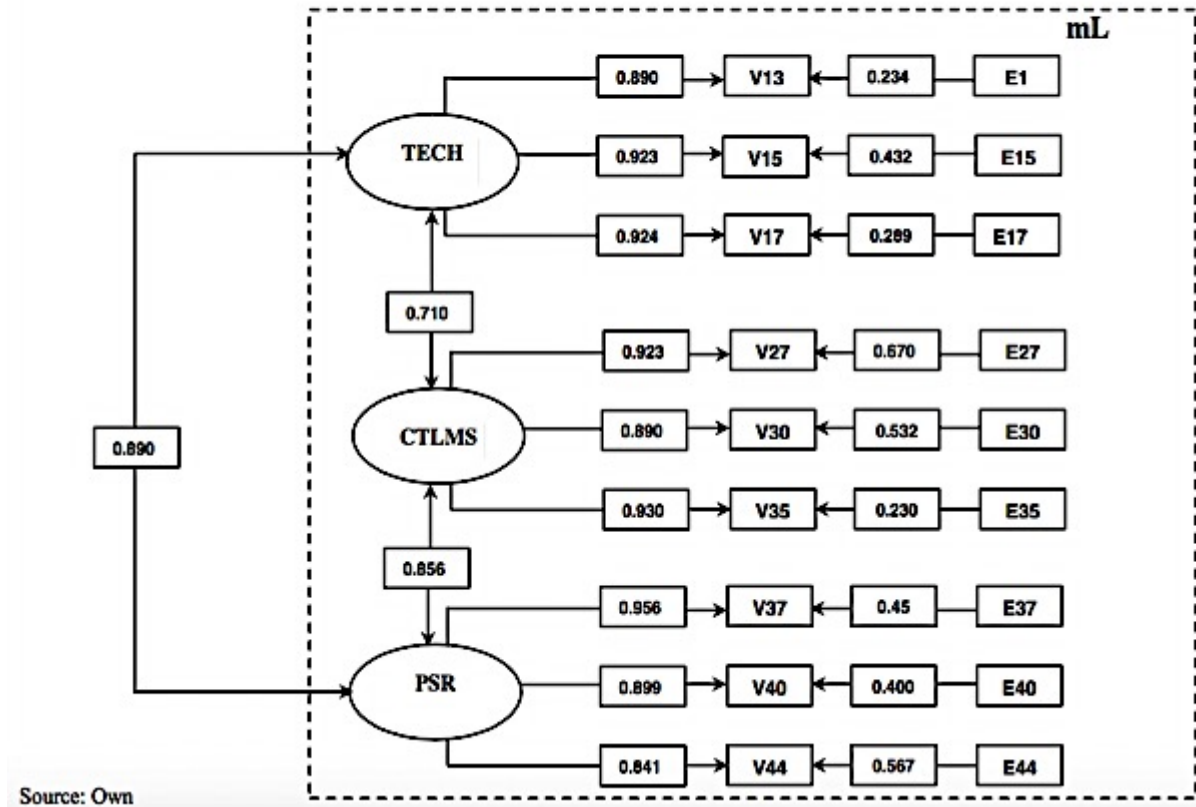 mL
0.890 V13 0.234 E1
TECH
0.923 V15 0.432 E15
0.924 V17 0.289 E17
0.710
0.923 V27 0.670 E27
CTLMS
0.890 V30 0.532 E30
0.890
0.930 V35 0.230 E35
0.856
0.956 V37 0.45 E37
PSR
0.899 V40 0.400 E40
0.841 V44 0.567 E44
Source: Own